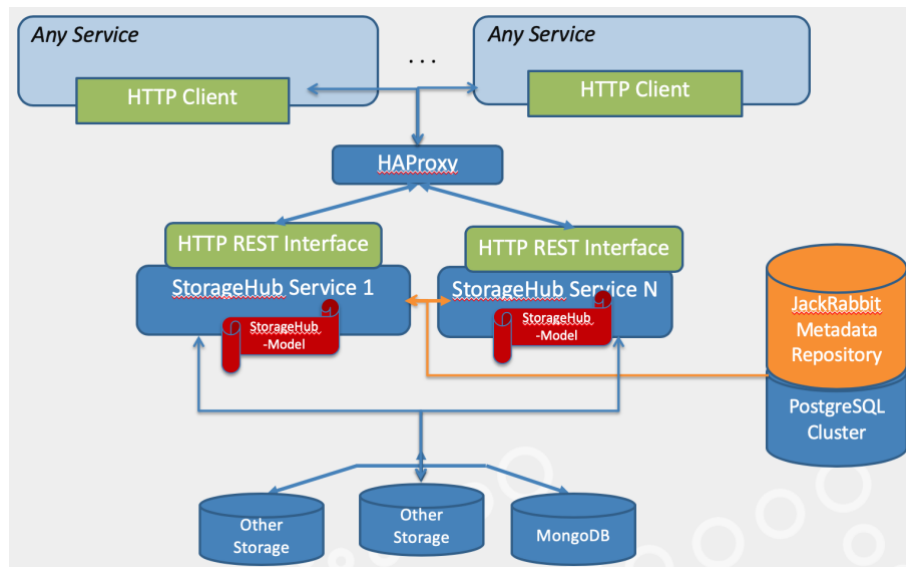 Any Service
Any Service
. . .
HTTP Client
HTTP Client
HAProxy
HTTP REST Interface
HTTP REST Interface
StorageHub Service 1
StorageHub Service N
StorageHub
-Model
StorageHub
-Model
JackRabbit
Metadata
Repository
PostgreSQL
Cluster
Other
Storage
Other
Storage
MongoDB